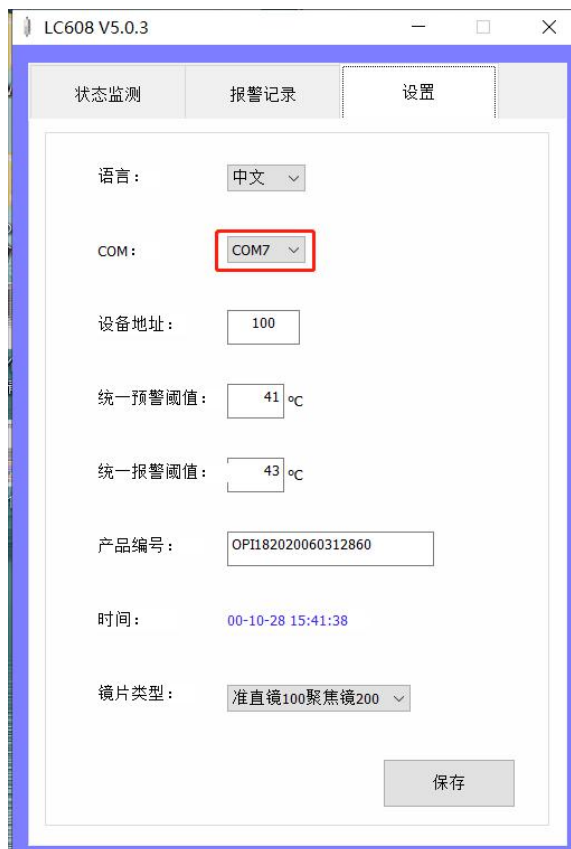 LC608 V5.0.3
状态监测 报警记录 设置
语言： 中文
COM： COM7
设备地址： 100
统一预警阈值： 41 ℃
统一报警阈值： 43 ℃
产品编号： OPI182020060312860
时间： 00-10-28 15:41:38
镜片类型： 准直镜100聚焦镜200
保存